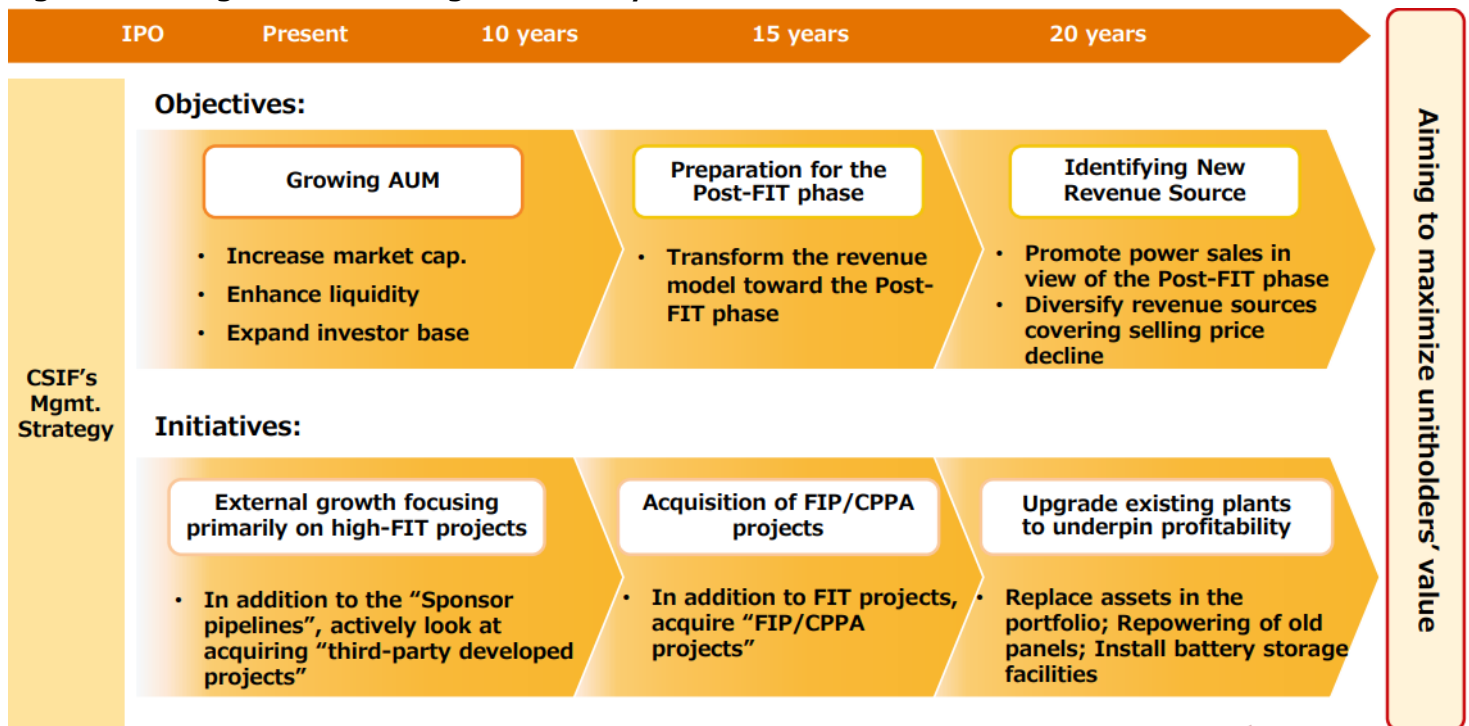 IPO Present 10 years 15 years 20 years
Objectives:
Growing AUM
• Increase market cap.
• Enhance liquidity
• Expand investor base
Preparation for the
Post-FIT phase
• Transform the revenue
model toward the Post-
FIT phase
Identifying New
Revenue Source
• Promote power sales in
view of the Post-FIT phase
• Diversify revenue sources
covering selling price
decline
CSIF’s
Mgmt.
Strategy
Initiatives:
External growth focusing
primarily on high-FIT projects
• In addition to the “Sponsor
pipelines”, actively look at
acquiring “third-party developed
projects”
Acquisition of FIP/CPPA
projects
• In addition to FIT projects,
acquire “FIP/CPPA
projects”
Upgrade existing plants
to underpin profitability
• Replace assets in the
portfolio; Repowering of old
panels; Install battery storage
facilities
Aiming to maximize unitholders’ value